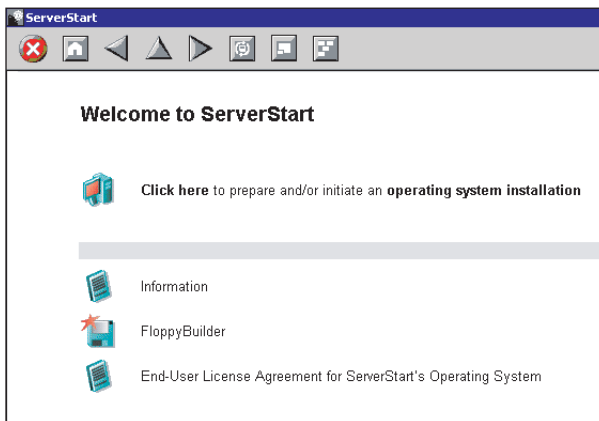 ServerStart
Welcome to ServerStart
Click here to prepare and/or initiate an operating system installation
Information
FloppyBuilder
End-User License Agreement for ServerStart's Operating System